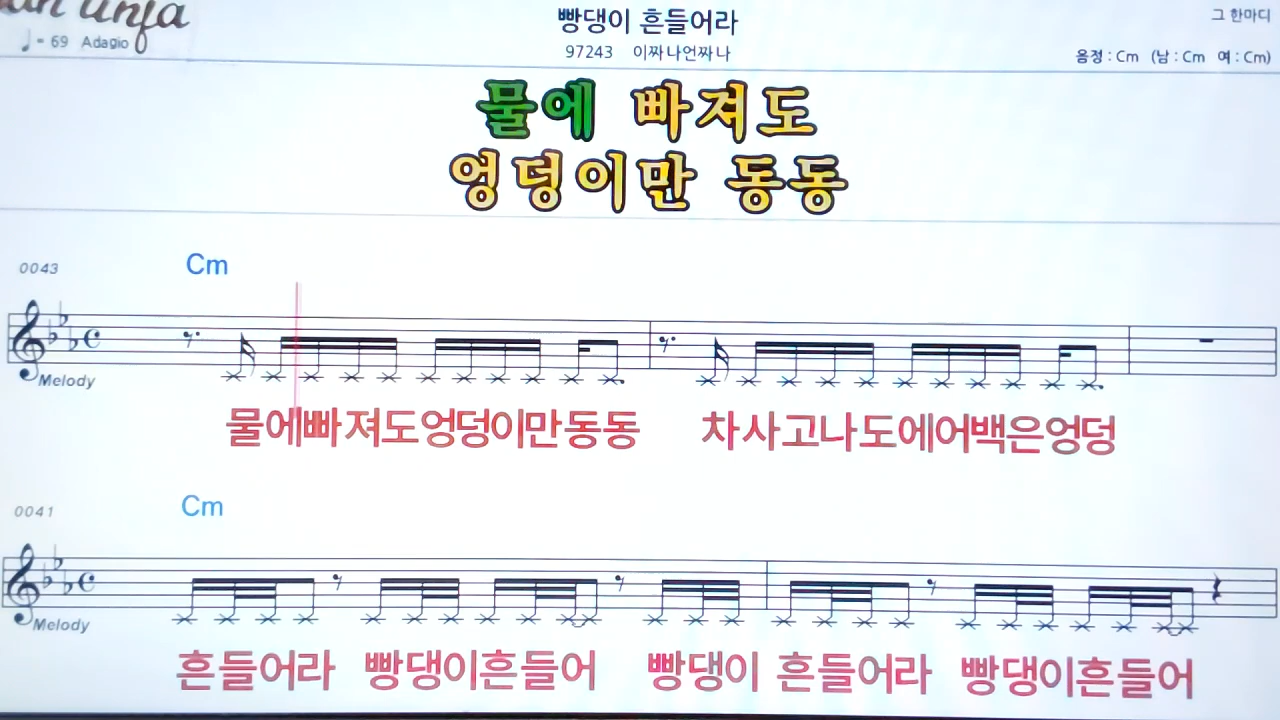 빵댕이 흔들어라
그 한마디
♩= 69 Adagio
97243 이짜나언짜나
음정 : Cm (남 : Cm 여 : Cm)
물에 빠져도
엉덩이만 동동
0043 Cm
Melody
물에빠져도엉덩이만동동 차사고나도에어백은엉덩
0041 Cm
Melody
흔들어라 빵댕이흔들어 빵댕이 흔들어라 빵댕이흔들어